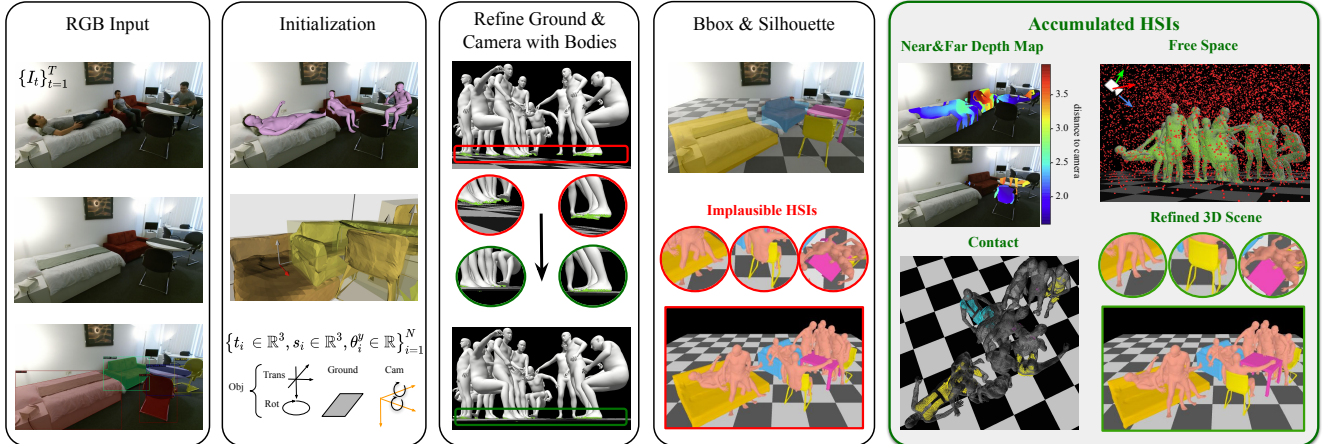 RGB Input
{I_t}_{t=1}^T
Initialization
{t_i ∈ ℝ^3, s_i ∈ ℝ^3, θ_i^y ∈ ℝ}_{i=1}^N
Obj
Trans
Rot
Ground
Cam
Refine Ground &
Camera with Bodies
Bbox & Silhouette
Implausible HSIs
Accumulated HSIs
Near&Far Depth Map
3.5
3.0
2.5
2.0
distance to camera
Free Space
Contact
Refined 3D Scene